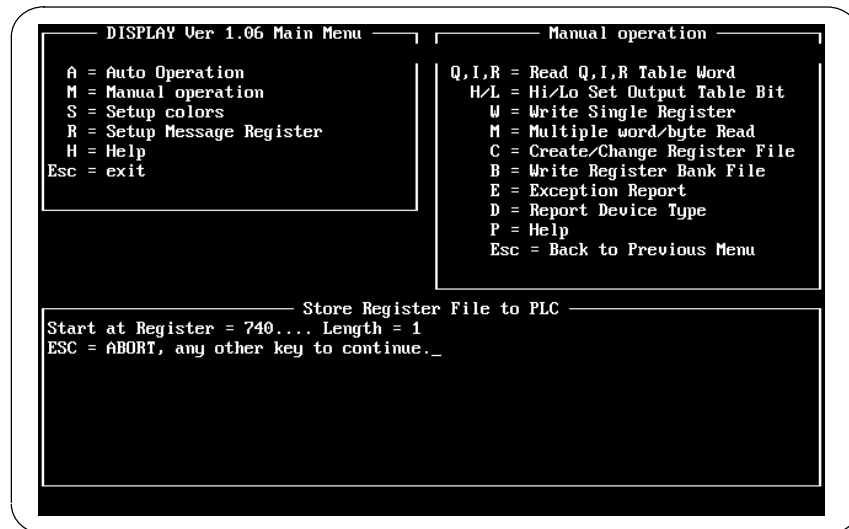 DISPLAY Ver 1.06 Main Menu
A = Auto Operation
M = Manual operation
S = Setup colors
R = Setup Message Register
H = Help
Esc = exit
Manual operation
Q,I,R = Read Q,I,R Table Word
H/L = Hi/Lo Set Output Table Bit
W = Write Single Register
M = Multiple word/byte Read
C = Create/Change Register File
B = Write Register Bank File
E = Exception Report
D = Report Device Type
P = Help
Esc = Back to Previous Menu
Store Register File to PLC
Start at Register = 740.... Length = 1
ESC = ABORT, any other key to continue._